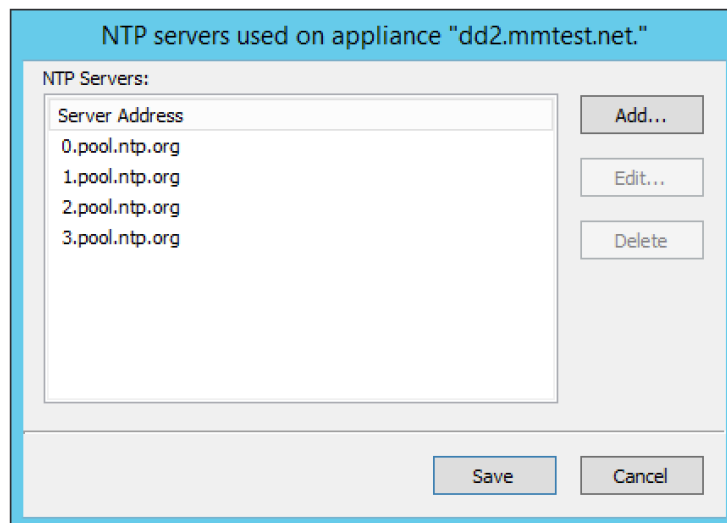 NTP servers used on appliance "dd2.mmtest.net."
NTP Servers:
Server Address
0.pool.ntp.org
1.pool.ntp.org
2.pool.ntp.org
3.pool.ntp.org
Add...
Edit...
Delete
Save
Cancel